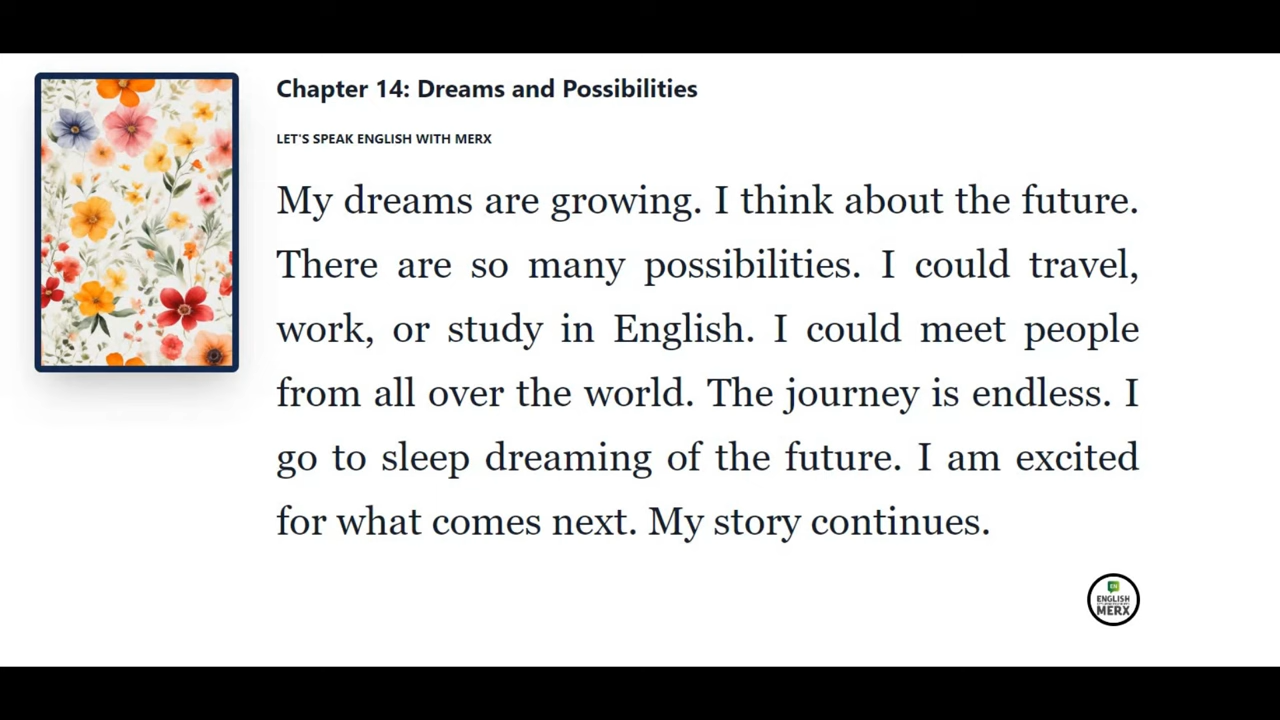 Chapter 14: Dreams and Possibilities
LET'S SPEAK ENGLISH WITH MERX
My dreams are growing. I think about the future.
There are so many possibilities. I could travel,
work, or study in English. I could meet people
from all over the world. The journey is endless. I
go to sleep dreaming of the future. I am excited
for what comes next. My story continues.
EN
ENGLISH
MERX